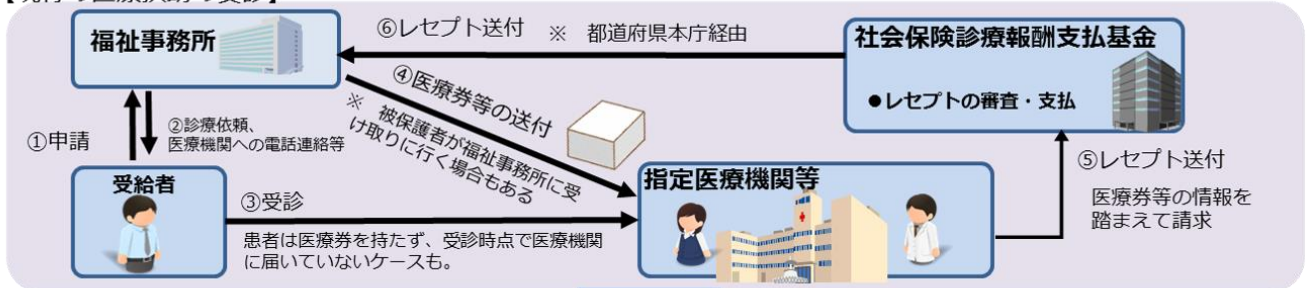 福祉事務所
⑥レセプト送付 ※ 都道府県本庁経由
社会保険診療報酬支払基金
●レセプトの審査・支払
④医療券等の送付
※ 被保護者が福祉事務所に受
け取りに行く場合もある
①申請
②診療依頼、
医療機関への電話連絡等
受給者
③受診
患者は医療券を持たず、受診時点で医療機関
に届いていないケースも。
指定医療機関等
⑤レセプト送付
医療券等の情報を
踏まえて請求